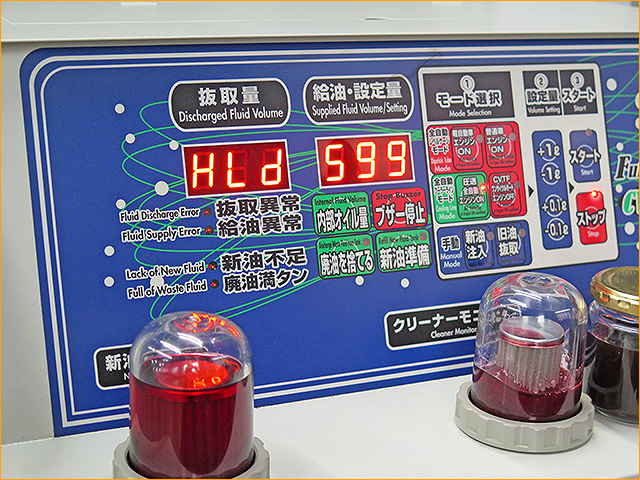 抜取量
Discharged Fluid Volume
給油・設定量
Supplied Fluid Volume/Setting
HLd
599
Fluid Discharge Error
抜取異常
Fluid Supply Error
給油異常
Lack of New Fluid
新油不足
Full of Waste Fluid
廃油満タン
Internal Fluid Volume
内部オイル量
Stop Buzzer
ブザー停止
廃油を捨てる
Refill New Fluid Tank
新油準備
①
モード選択
Mode Selection
②
設定量
Volume Setting
③
スタート
Start
全自動
モード
軽自動車
エンジン
ON
普通車
エンジン
ON
全自動
モード
圧送
全自動
エンジンON
CVTF
エンジンOFF
手動
Manual
Mode
新油
注入
旧油
抜取
+1ℓ
-1ℓ
+0.1ℓ
-0.1ℓ
スタート
Start
ストップ
Stop
クリーナーモニ
Cleaner Monitor
新油
N